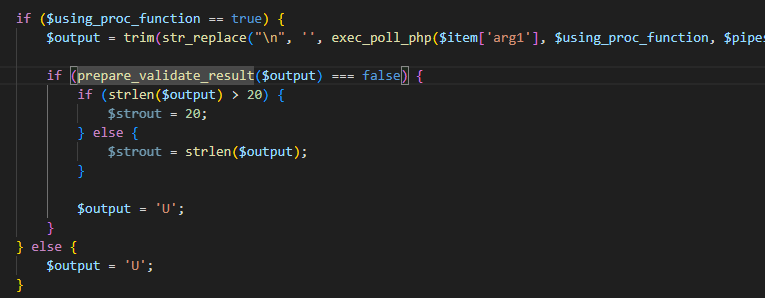 if ($using_proc_function == true) {
$output = trim(str_replace("\n", '', exec_poll_php($item['arg1'], $using_proc_function, $pipes
if (prepare_validate_result($output) === false) {
if (strlen($output) > 20) {
$strout = 20;
} else {
$strout = strlen($output);
}
$output = 'U';
}
} else {
$output = 'U';
}